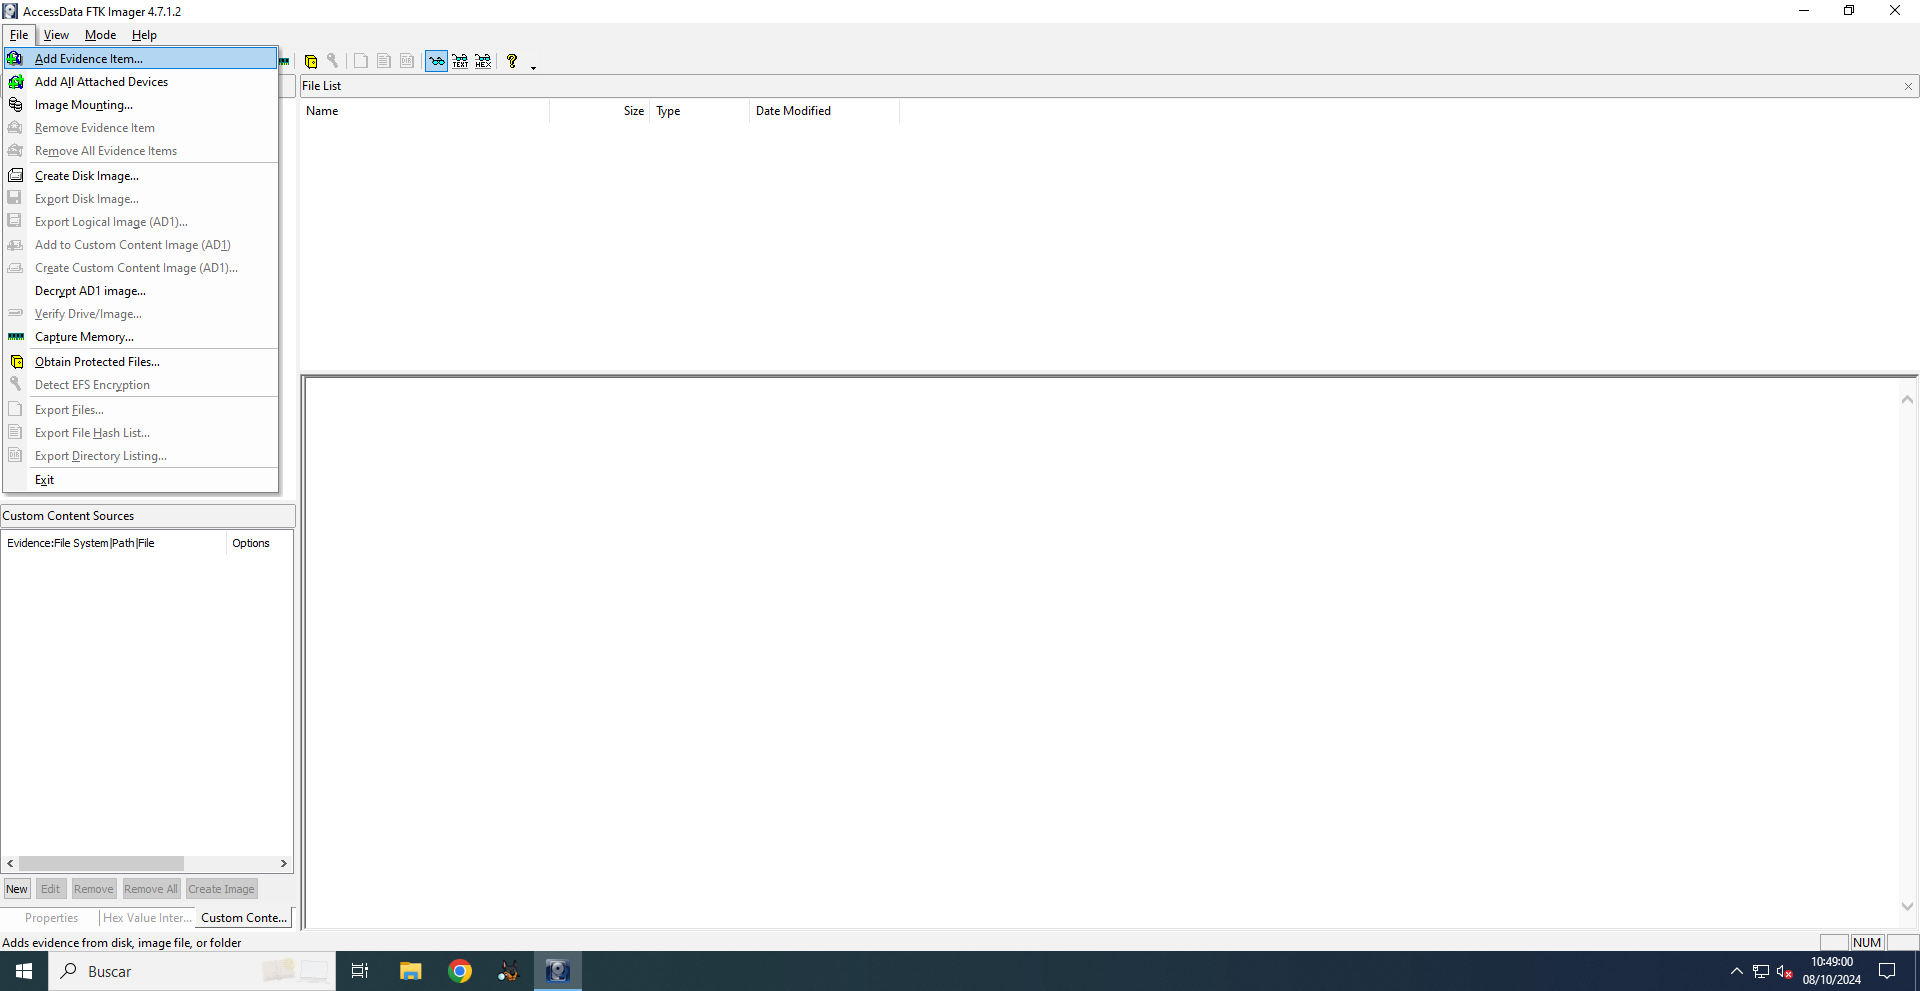 AccessData FTK Imager 4.7.1.2
File View Mode Help
Add Evidence Item...
Add All Attached Devices
Image Mounting...
Remove Evidence Item
Remove All Evidence Items
Create Disk Image...
Export Disk Image...
Export Logical Image (AD1)...
Add to Custom Content Image (AD1)
Create Custom Content Image (AD1)...
Decrypt AD1 image...
Verify Drive/Image...
Capture Memory...
Obtain Protected Files...
Detect EFS Encryption
Export Files...
Export File Hash List...
Export Directory Listing...
Exit
TEXT HEX
File List
Name Size Type Date Modified
Custom Content Sources
Evidence:File System|Path|File Options
New Edit Remove Remove All Create Image
Properties Hex Value Inter... Custom Conte...
Adds evidence from disk, image file, or folder
NUM
Buscar
10:49:00
08/10/2024